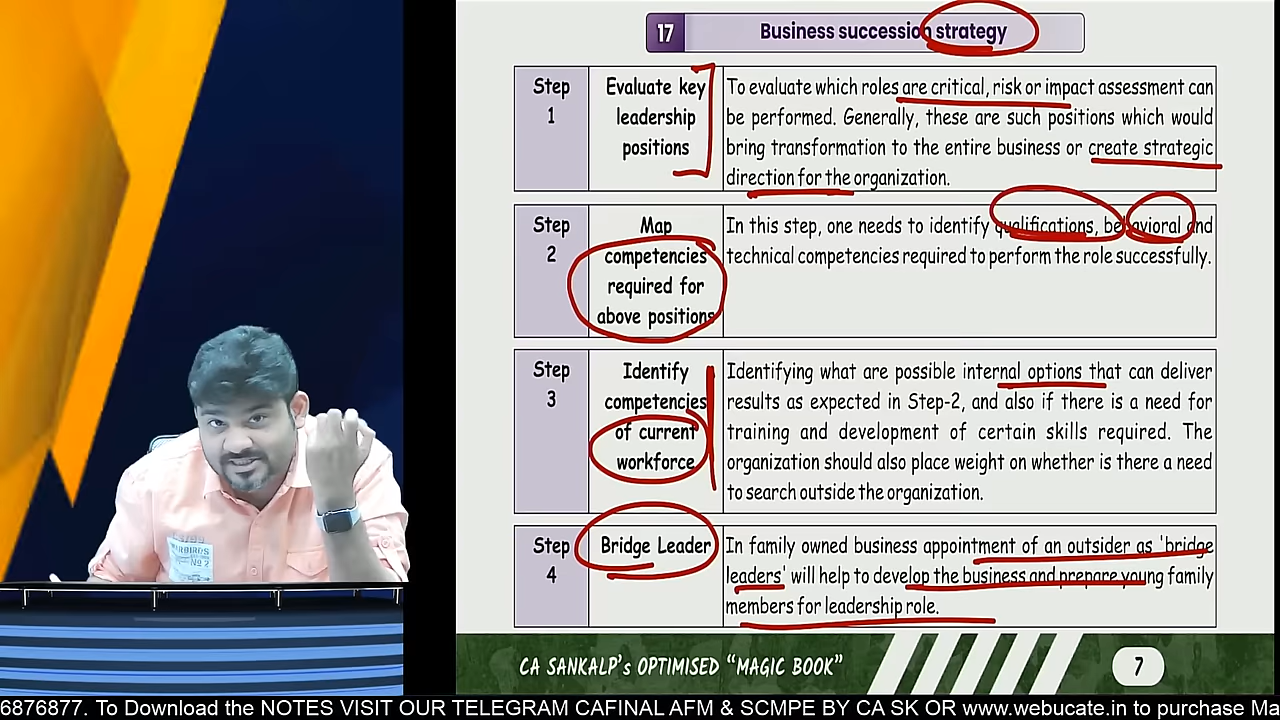 17 Business succession strategy
Step 1
Evaluate key leadership positions
To evaluate which roles are critical, risk or impact assessment can
be performed. Generally, these are such positions which would
bring transformation to the entire business or create strategic
direction for the organization.
Step 2
Map competencies required for above positions
In this step, one needs to identify qualifications, behavioral and
technical competencies required to perform the role successfully.
Step 3
Identify competencies of current workforce
Identifying what are possible internal options that can deliver
results as expected in Step-2, and also if there is a need for
training and development of certain skills required. The
organization should also place weight on whether is there a need
to search outside the organization.
Step 4
Bridge Leader
In family owned business appointment of an outsider as 'bridge
leaders' will help to develop the business and prepare young family
members for leadership role.
CA SANKALP's OPTIMISED "MAGIC BOOK"
7
6876877. To Download the NOTES VISIT OUR TELEGRAM CAFINAL AFM & SCMPE BY CA SK OR www.webucate.in to purchase Ma